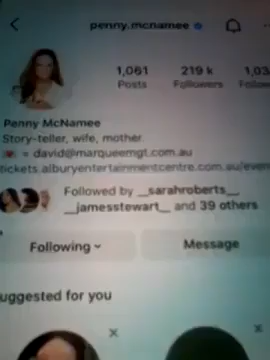 penny.mcnamee
1,061
219 k
1,03
Posts
Followers
Follow
Penny McNamee
Story-teller, wife, mother.
💌 = david@marqueemgt.com.au
tickets.alburyentertainmentcentre.com.au/even
Followed by __sarahroberts__
__jamesstewart__ and 39 others
Following
Message
uggested for you